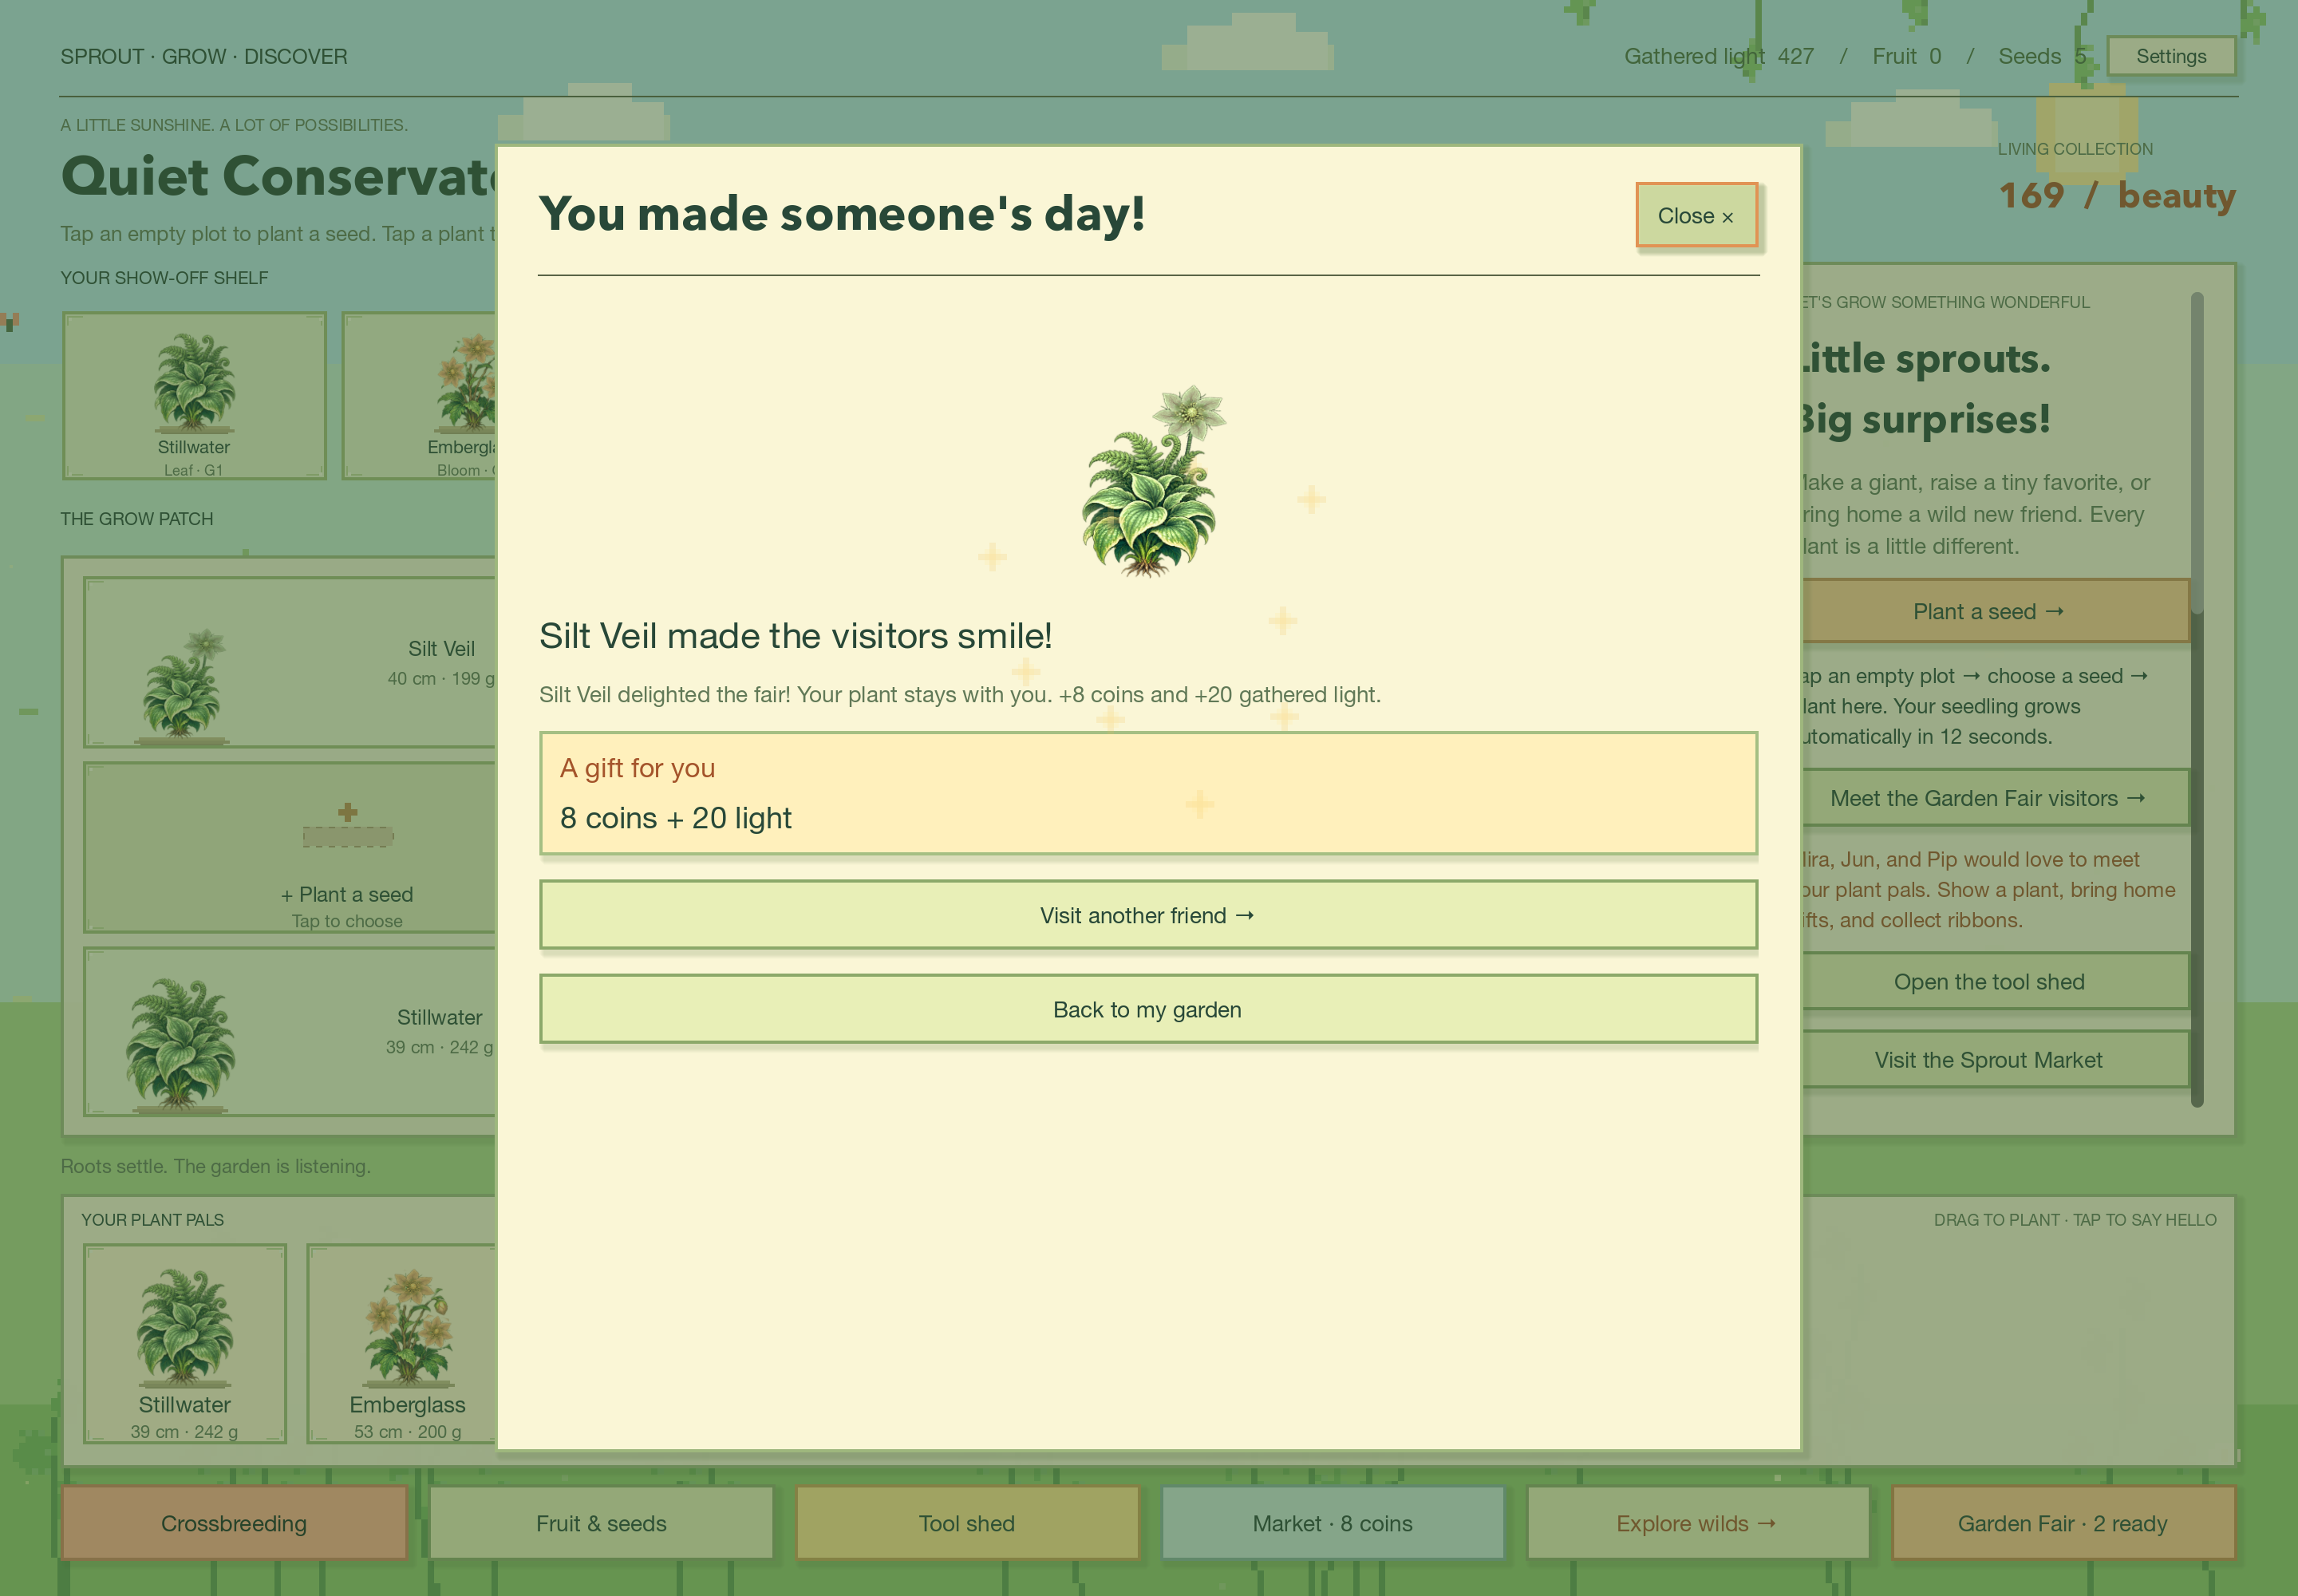 SPROUT · GROW · DISCOVER
Gathered light 427 / Fruit 0 / Seeds 5
Settings
A LITTLE SUNSHINE. A LOT OF POSSIBILITIES.
Quiet Conservat
Tap an empty plot to plant a seed. Tap a plant t
LIVING COLLECTION
169 / beauty
YOUR SHOW-OFF SHELF
Stillwater
Leaf · G1
Embergla
Bloom ·
THE GROW PATCH
Silt Veil
40 cm · 199 g
+ Plant a seed
Tap to choose
Stillwater
39 cm · 242 g
Roots settle. The garden is listening.
You made someone's day!
Close ×
Silt Veil made the visitors smile!
Silt Veil delighted the fair! Your plant stays with you. +8 coins and +20 gathered light.
A gift for you
8 coins + 20 light
Visit another friend →
Back to my garden
ET'S GROW SOMETHING WONDERFUL
Little sprouts.
Big surprises!
Make a giant, raise a tiny favorite, or
ring home a wild new friend. Every
lant is a little different.
Plant a seed →
ap an empty plot → choose a seed →
lant here. Your seedling grows
utomatically in 12 seconds.
Meet the Garden Fair visitors →
lira, Jun, and Pip would love to meet
our plant pals. Show a plant, bring home
ifts, and collect ribbons.
Open the tool shed
Visit the Sprout Market
YOUR PLANT PALS
DRAG TO PLANT · TAP TO SAY HELLO
Stillwater
39 cm · 242 g
Emberglass
53 cm · 200 g
Crossbreeding
Fruit & seeds
Tool shed
Market · 8 coins
Explore wilds →
Garden Fair · 2 ready